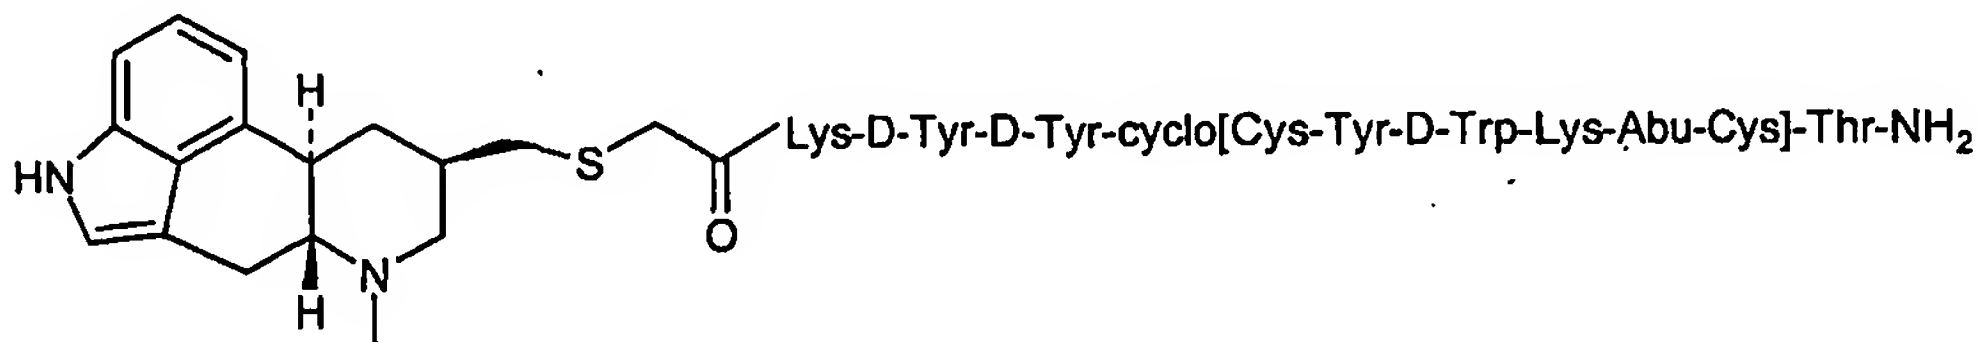 H
Lys-D-Tyr-D-Tyr-cyclo[Cys-Tyr-D-Trp-Lys-Abu-Cys]-Thr-NH2
S
HN
O
N
H